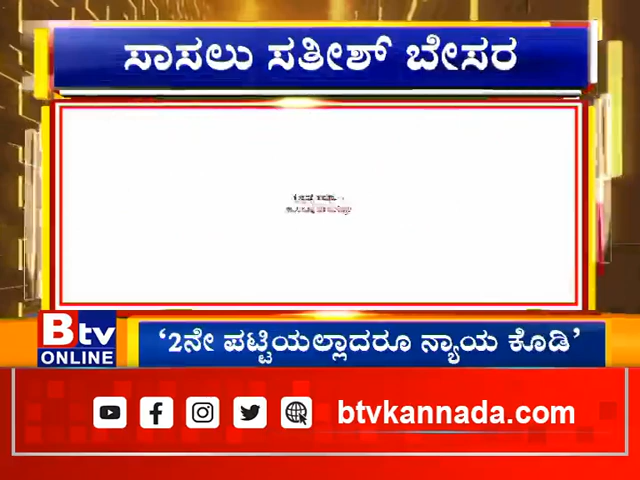 ಸಾಸಲು ಸತೀಶ್ ಬೇಸರ
Btv
ONLINE
‘2ನೇ ಪಟ್ಟಿಯಲ್ಲಾದರೂ ನ್ಯಾಯ ಕೊಡಿ’
btvkannada.com